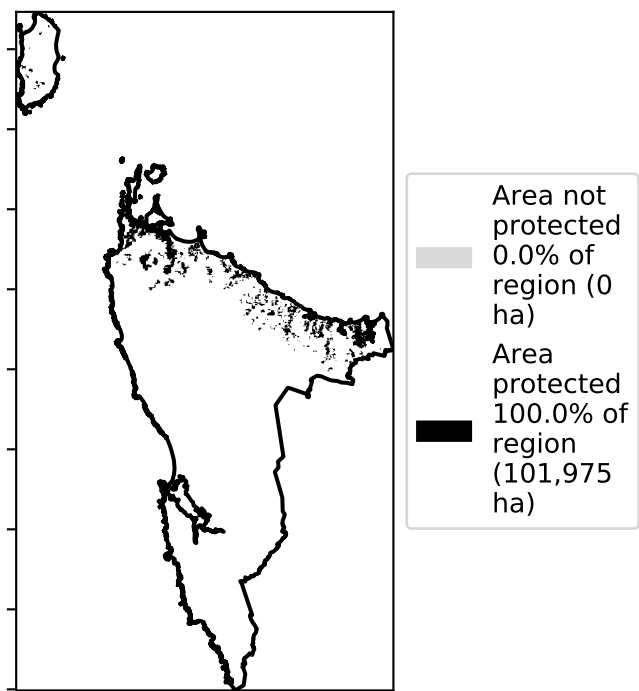 Area not
protected
0.0% of
region (0
ha)
Area
protected
100.0% of
region
(101,975
ha)